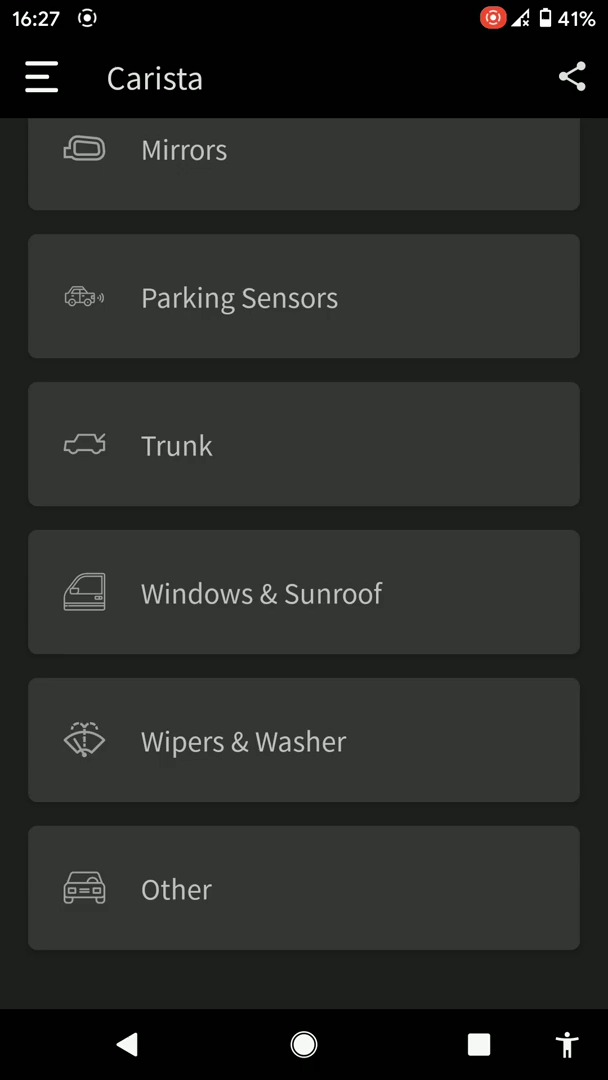 16:27
41%
Carista
Mirrors
Parking Sensors
Trunk
Windows & Sunroof
Wipers & Washer
Other